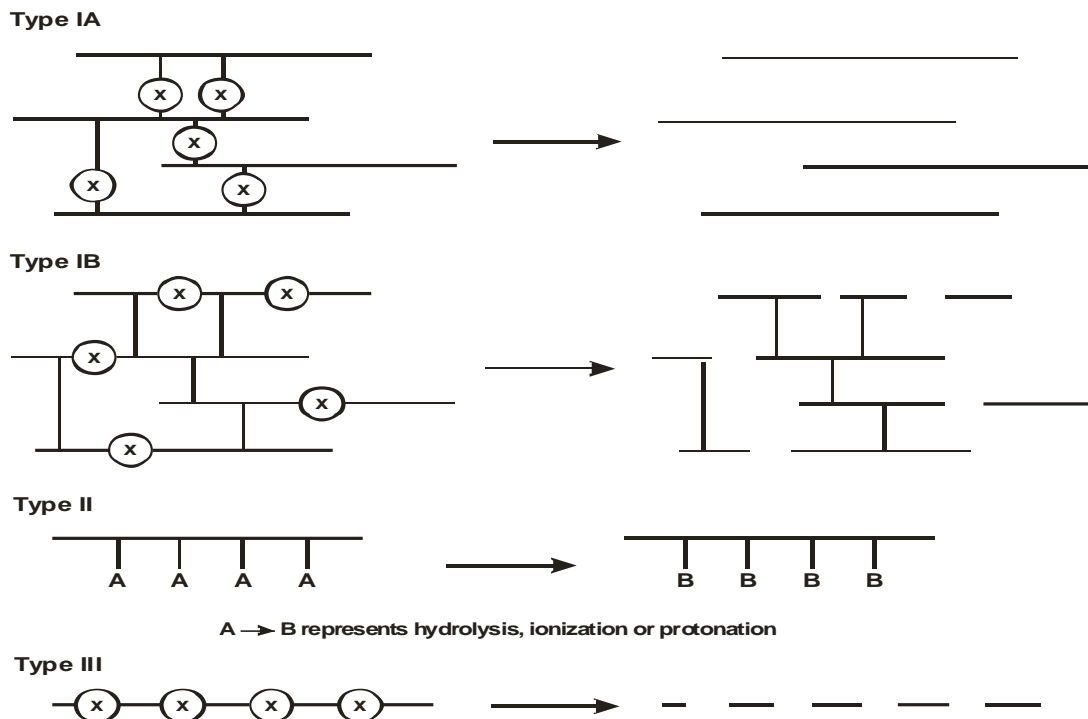 Type IA
X X
X
X X
Type IB
X X
X
X
X
Type II
A A A A B B B B
A → B represents hydrolysis, ionization or protonation
Type III
X X X X